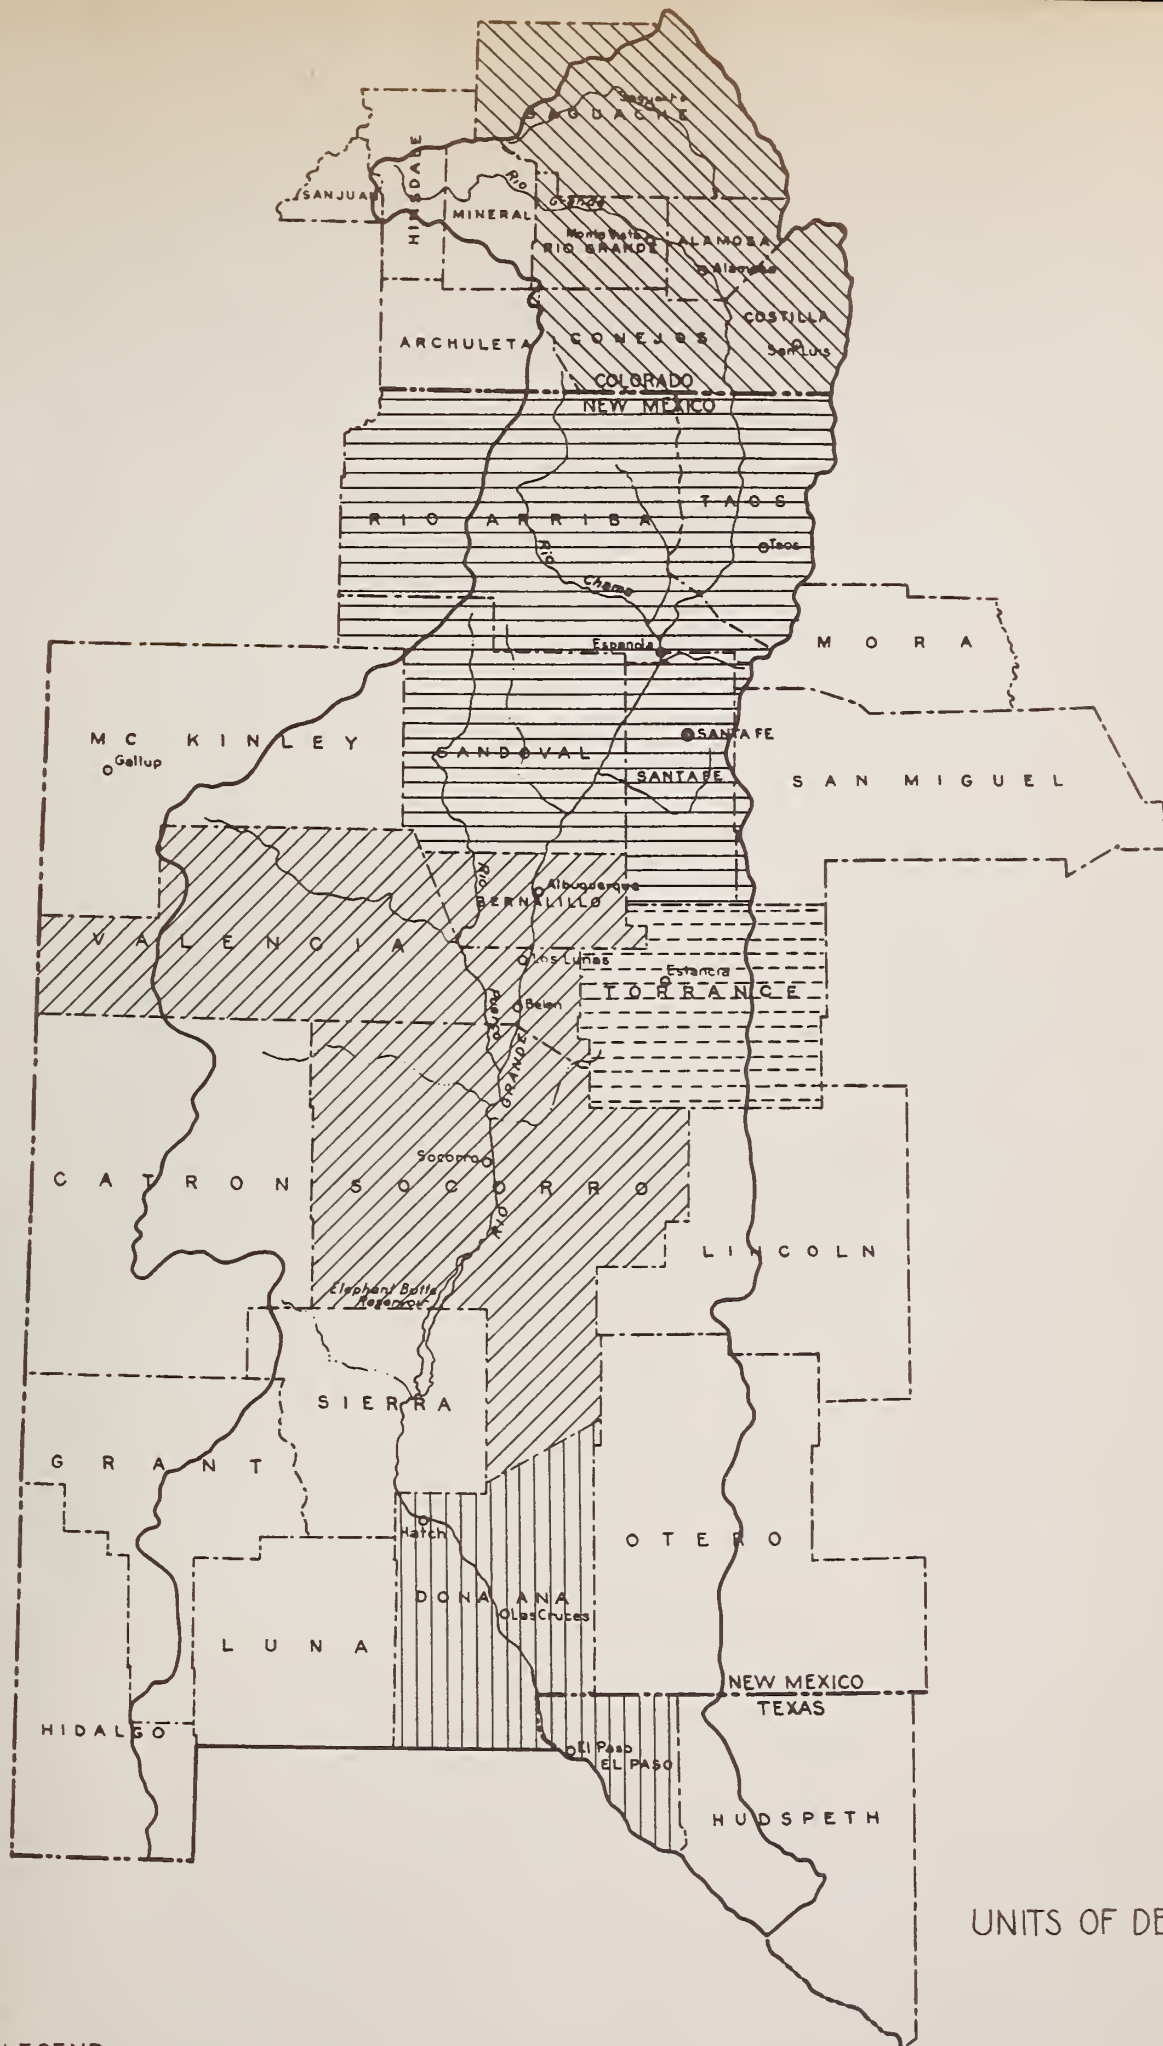 Saguache
SAGUACHE
SAN JUAN
HINSDALE
MINERAL
Rio
Grande
Monte Vista
RIO GRANDE
ALAMOSA
Alamosa
ARCHULETA
CONEJOS
COSTILLA
San Luis
COLORADO
NEW MEXICO
RIO ARRIBA
TAOS
Taos
Rio
Chama
Espanola
MORA
MC KINLEY
Gallup
SANDOVAL
SANTA FE
SANTA FE
SAN MIGUEL
Rio
Albuquerque
BERNALILLO
VALENCIA
Los Lunas
Estancia
TORRANCE
Puerco
Belen
GRANDE
Socorro
CATRON
SOCORRO
RIO
LINCOLN
Elephant Butte
Reservoir
SIERRA
GRANT
Hatch
OTERO
DONA ANA
Las Cruces
LUNA
NEW MEXICO
TEXAS
HIDALGO
El Paso
EL PASO
HUDSPETH
UNITS OF DE
LEGEND